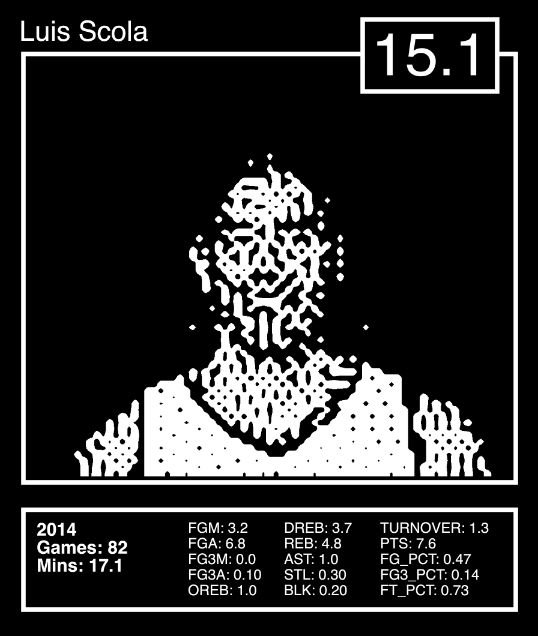 Luis Scola
15.1
2014
Games: 82
Mins: 17.1
FGM: 3.2
FGA: 6.8
FG3M: 0.0
FG3A: 0.10
OREB: 1.0
DREB: 3.7
REB: 4.8
AST: 1.0
STL: 0.30
BLK: 0.20
TURNOVER: 1.3
PTS: 7.6
FG_PCT: 0.47
FG3_PCT: 0.14
FT_PCT: 0.73